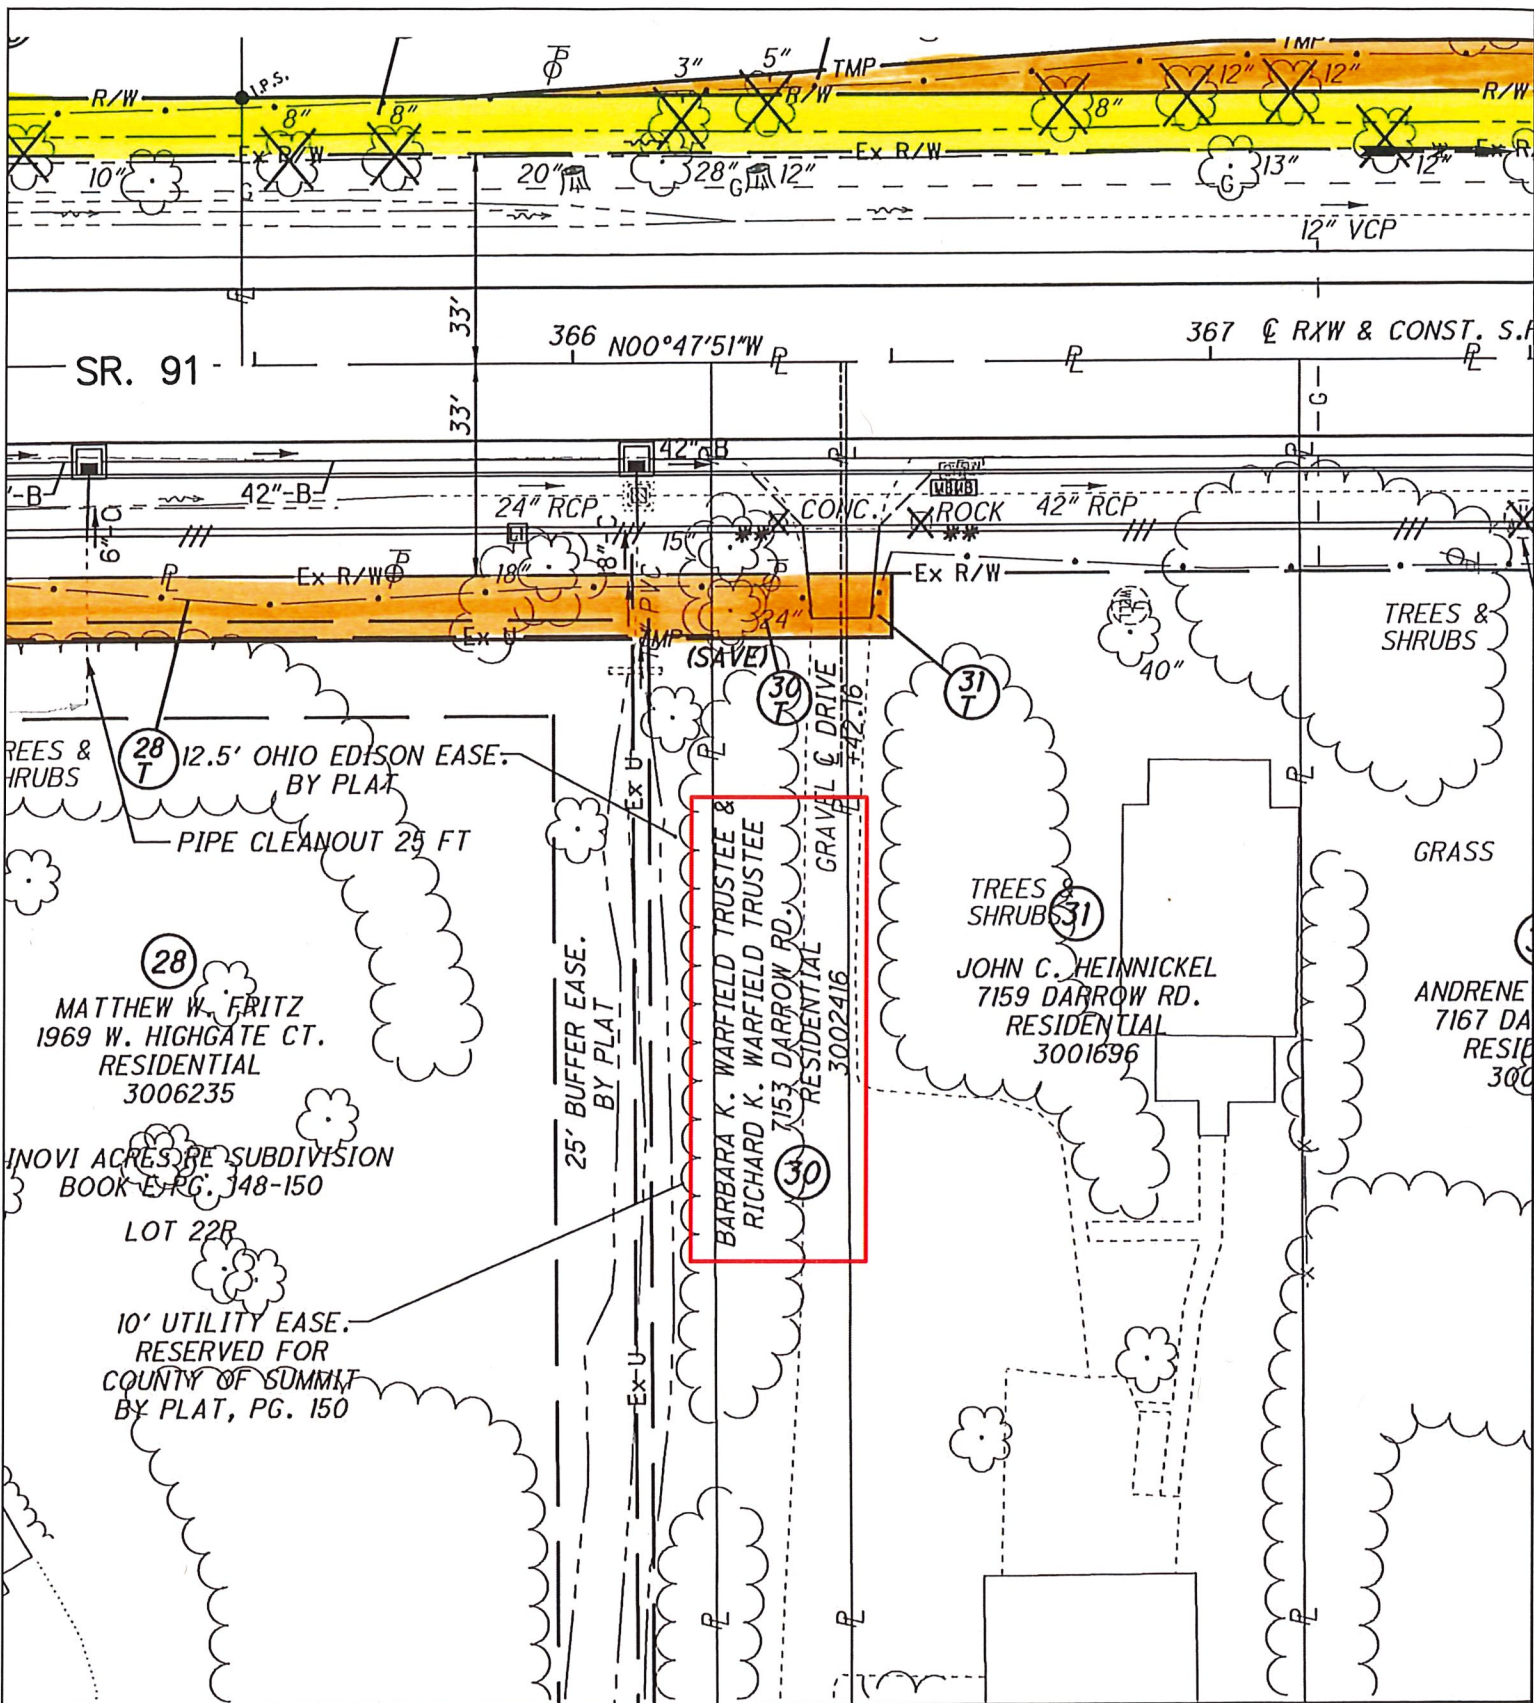 TMP
3" 5" TMP 12" 12"
R/W I.P.S. R/W R/W
8" 8" 8"
Ex R/W Ex R/W Ex R
10" 20" 28" G 12" G 13" 12"
G
12" VCP
33'
366 N00°47'51"W 367 ℄ R/W & CONST. S.R
SR. 91
33'
G
42"-B
'-B 42"-B
24" RCP CONC. ROCK 42" RCP
MBMB
6"-C
8"-C
15"
Ex R/W 18" Ex R/W
PVC
24"
Ex U TMP
(SAVE)
40"
TREES &
SHRUBS
30
T
31
T
28
T
GRAVEL ℄ DRIVE
+42.16
REES &
HRUBS
12.5' OHIO EDISON EASE.
BY PLAT
PIPE CLEANOUT 25 FT
Ex U
GRASS
TREES &
SHRUBS
31
JOHN C. HEINNICKEL
7159 DARROW RD.
RESIDENTIAL
3001696
ANDRENE
7167 DA
RESID
300
28
MATTHEW W. FRITZ
1969 W. HIGHGATE CT.
RESIDENTIAL
3006235
25' BUFFER EASE.
BY PLAT
BARBARA K. WARFIELD TRUSTEE &
RICHARD K. WARFIELD TRUSTEE
7153 DARROW RD.
RESIDENTIAL
3002416
30
INOVI ACRES RE-SUBDIVISION
BOOK E, PG. 148-150
LOT 22R
10' UTILITY EASE.
RESERVED FOR
COUNTY OF SUMMIT
BY PLAT, PG. 150
Ex U